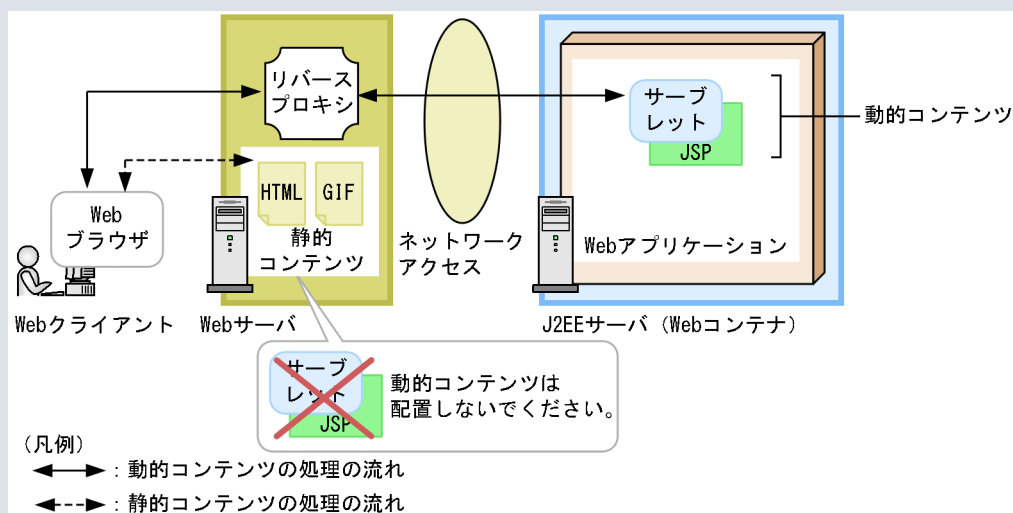 リバース
プロキシ
サーブ
レット
JSP
動的コンテンツ
HTML
GIF
静的
コンテンツ
Web
ブラウザ
ネットワーク
アクセス
Webアプリケーション
Webクライアント
Webサーバ
J2EEサーバ（Webコンテナ）
サーブ
レット
JSP
動的コンテンツは
配置しないでください。
（凡例）
：動的コンテンツの処理の流れ
：静的コンテンツの処理の流れ